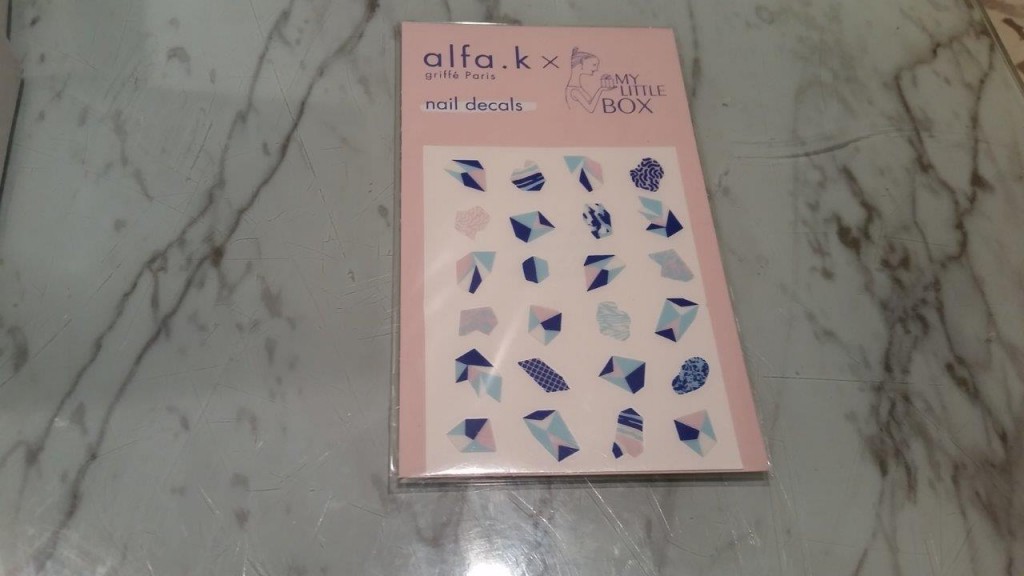 alfa.k ×
griffé Paris
MY
LITTLE
BOX
nail decals